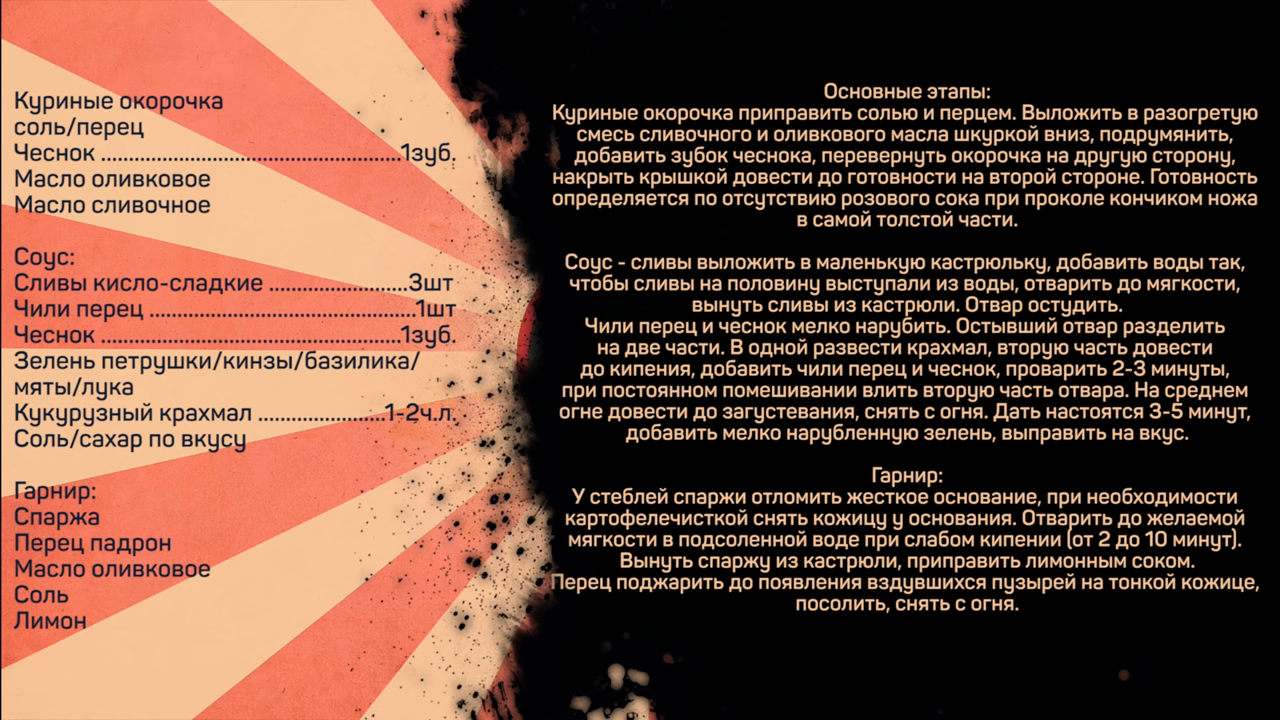 Куриные окорочка
соль/перец
Чеснок ..............................................1зуб.
Масло оливковое
Масло сливочное
Соус:
Сливы кисло-сладкие .....................3шт
Чили перец .........................................1шт
Чеснок ..............................................1зуб.
Зелень петрушки/кинзы/базилика/
мяты/лука
Кукурузный крахмал ...................1-2ч.л.
Соль/сахар по вкусу
Гарнир:
Спаржа
Перец падрон
Масло оливковое
Соль
Лимон
Основные этапы:
Куриные окорочка приправить солью и перцем. Выложить в разогретую
смесь сливочного и оливкового масла шкуркой вниз, подрумянить,
добавить зубок чеснока, перевернуть окорочка на другую сторону,
накрыть крышкой довести до готовности на второй стороне. Готовность
определяется по отсутствию розового сока при проколе кончиком ножа
в самой толстой части.
Соус - сливы выложить в маленькую кастрюльку, добавить воды так,
чтобы сливы на половину выступали из воды, отварить до мягкости,
вынуть сливы из кастрюли. Отвар остудить.
Чили перец и чеснок мелко нарубить. Остывший отвар разделить
на две части. В одной развести крахмал, вторую часть довести
до кипения, добавить чили перец и чеснок, проварить 2-3 минуты,
при постоянном помешивании влить вторую часть отвара. На среднем
огне довести до загустевания, снять с огня. Дать настоятся 3-5 минут,
добавить мелко нарубленную зелень, выправить на вкус.
Гарнир:
У стеблей спаржи отломить жесткое основание, при необходимости
картофелечисткой снять кожицу у основания. Отварить до желаемой
мягкости в подсоленной воде при слабом кипении (от 2 до 10 минут).
Вынуть спаржу из кастрюли, приправить лимонным соком.
Перец поджарить до появления вздувшихся пузырей на тонкой кожице,
посолить, снять с огня.